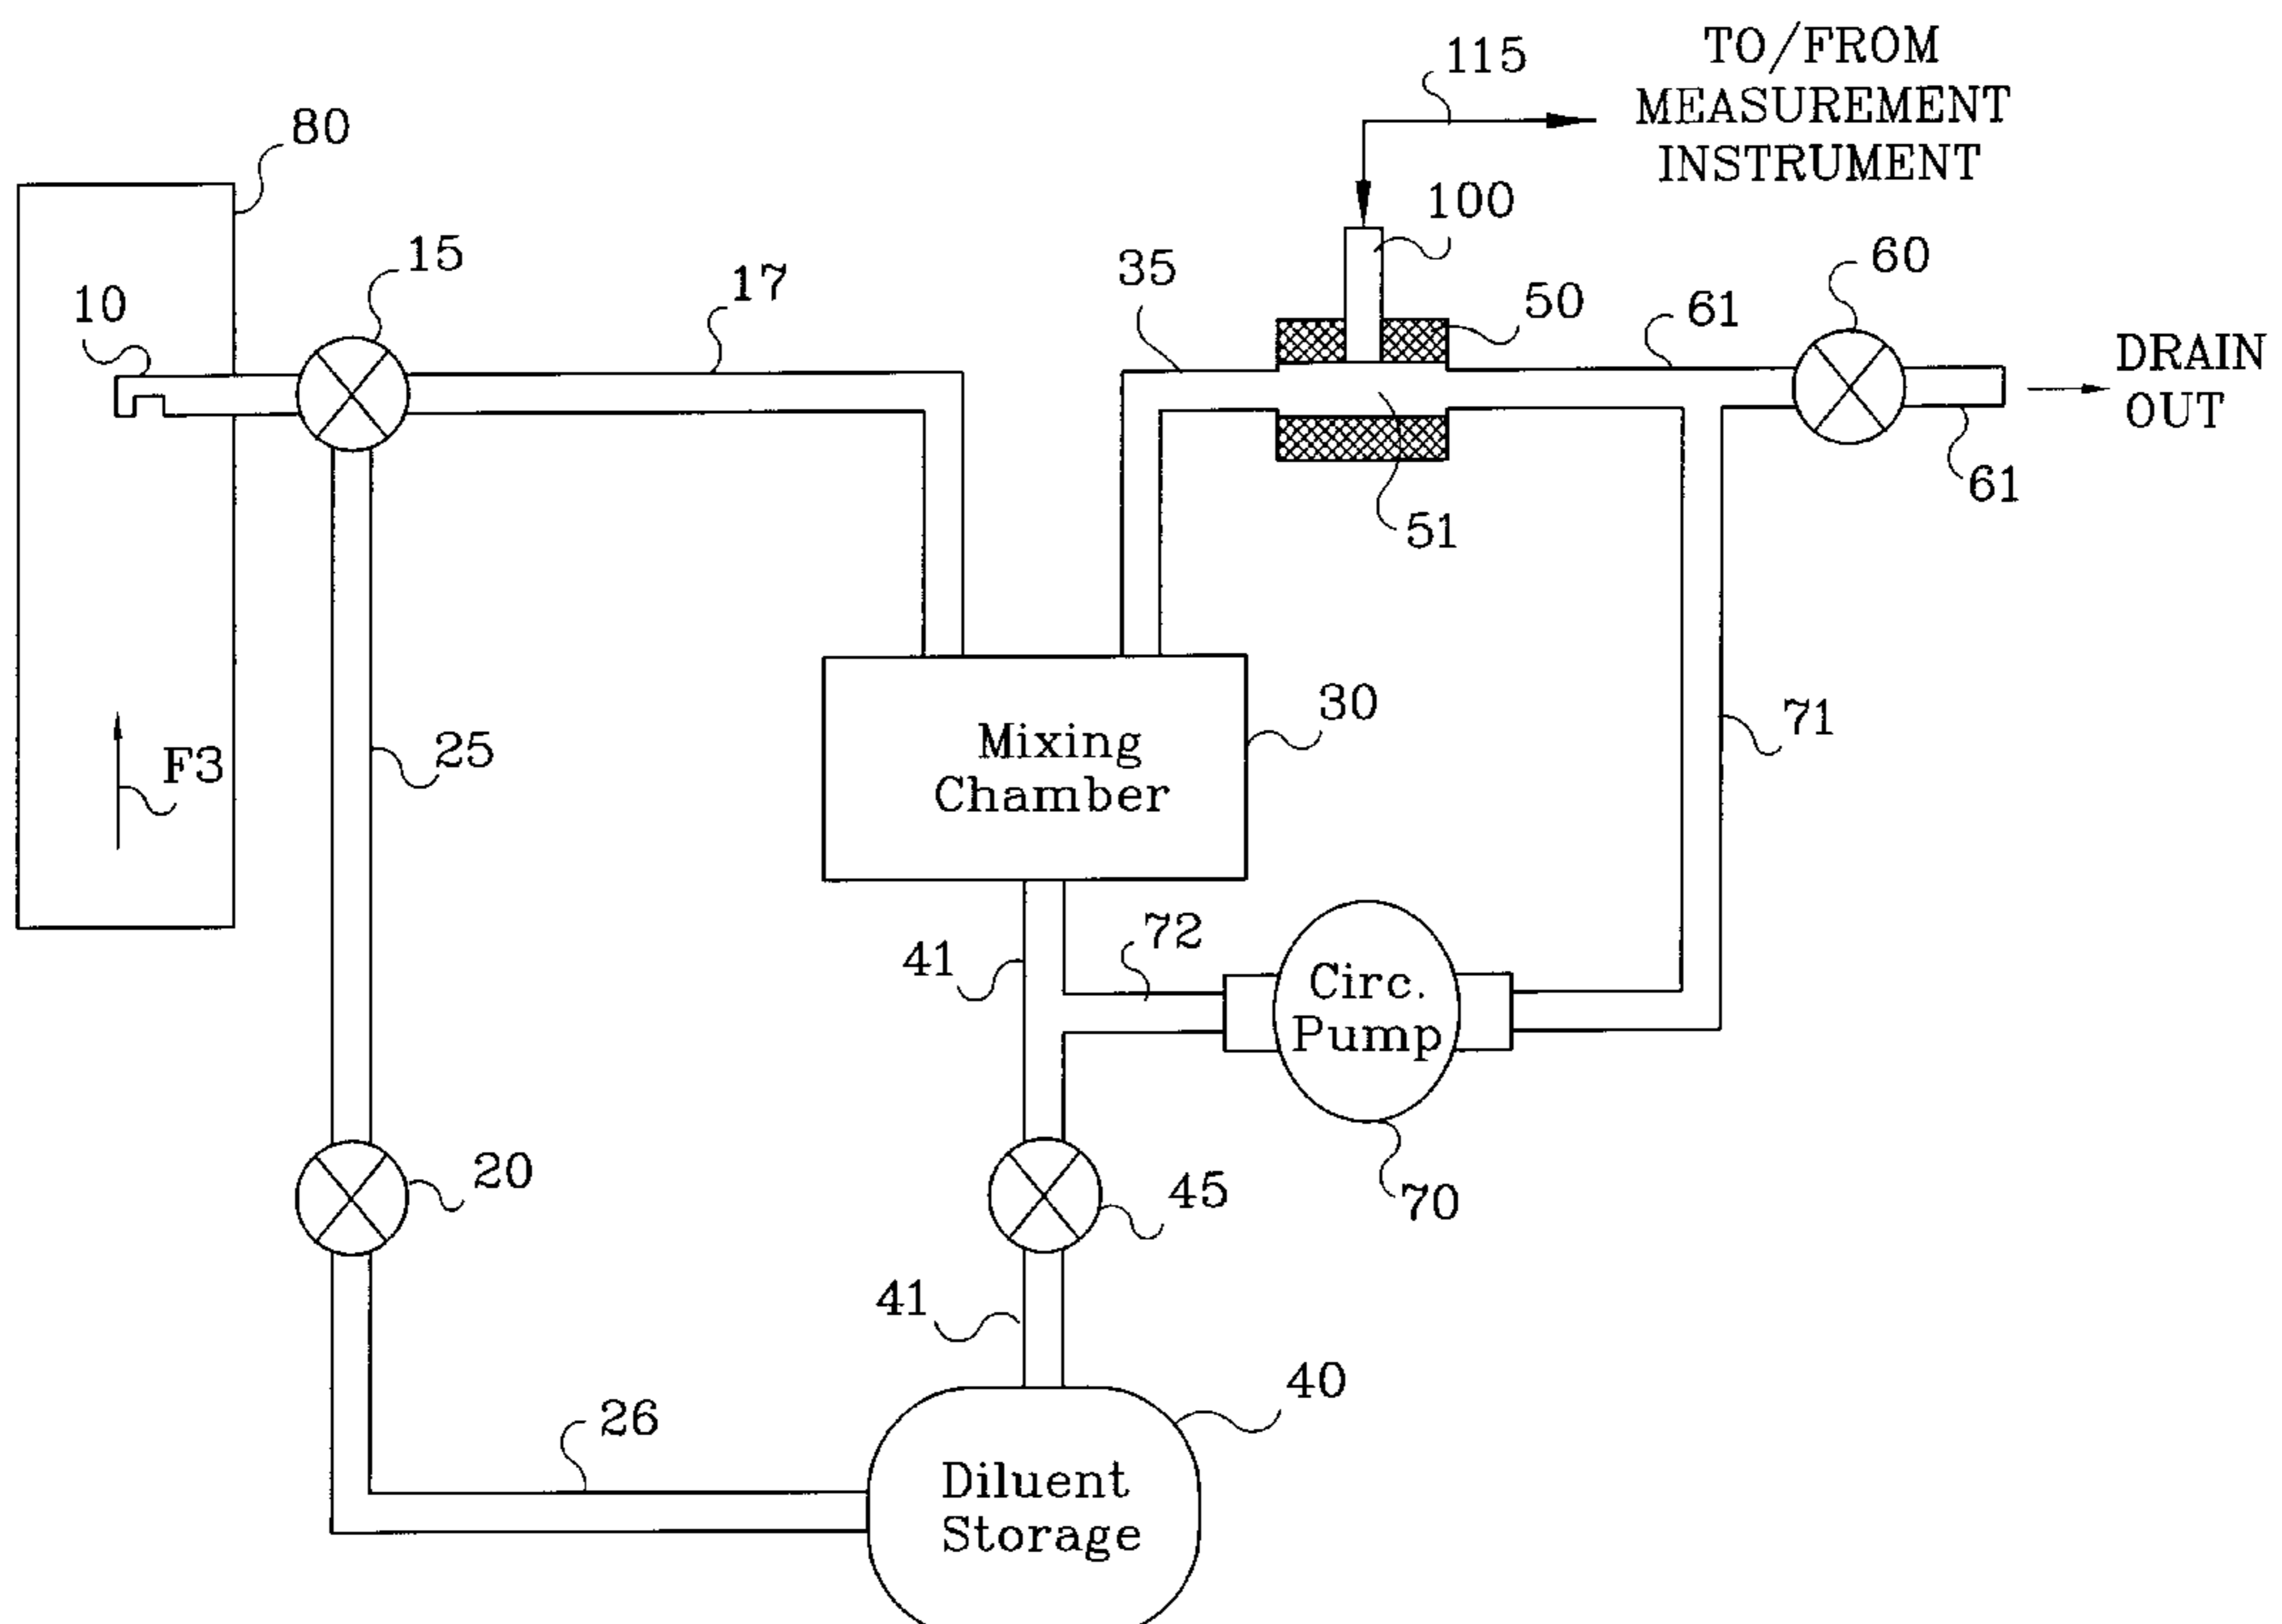 115
TO/FROM
MEASUREMENT
INSTRUMENT
80
100
15
60
10
17
35
50
61
DRAIN
OUT
61
51
30
71
F3
25
Mixing
Chamber
41
72
Circ.
Pump
20
45
70
41
40
26
Diluent
Storage